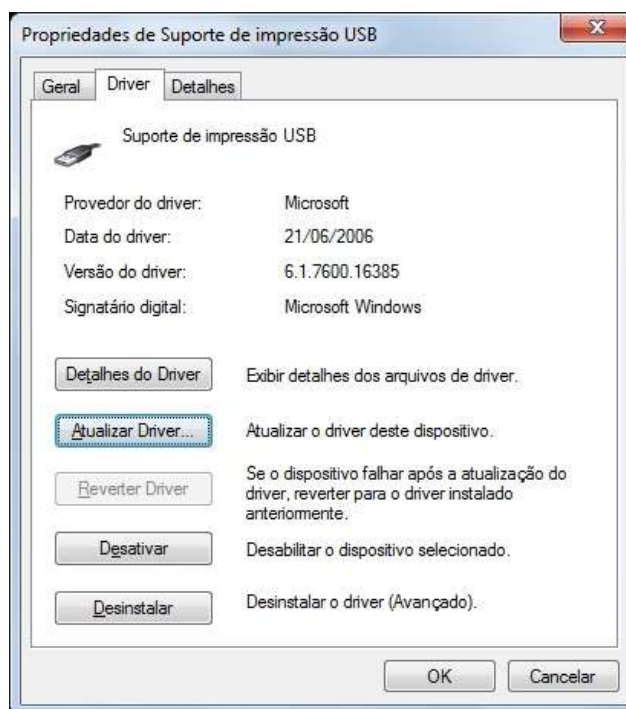 Propriedades de Suporte de impressão USB
Geral Driver Detalhes
Suporte de impressão USB
Provedor do driver: Microsoft
Data do driver: 21/06/2006
Versão do driver: 6.1.7600.16385
Signatário digital: Microsoft Windows
Detalhes do Driver Exibir detalhes dos arquivos de driver.
Atualizar Driver... Atualizar o driver deste dispositivo.
Reverter Driver Se o dispositivo falhar após a atualização do
driver, reverter para o driver instalado
anteriormente.
Desativar Desabilitar o dispositivo selecionado.
Desinstalar Desinstalar o driver (Avançado).
OK Cancelar